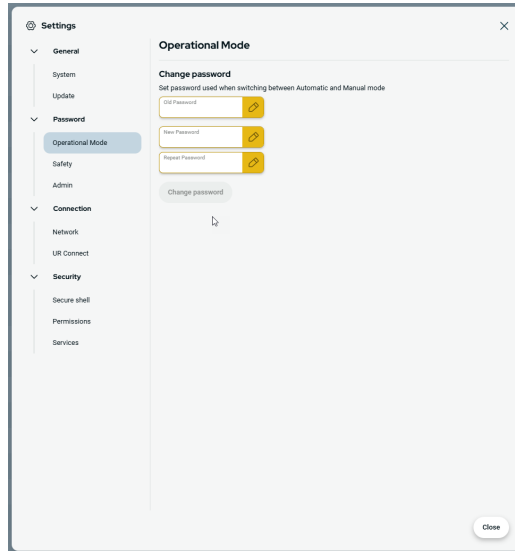 Settings
General
System
Update
Password
Operational Mode
Safety
Admin
Connection
Network
UR Connect
Security
Secure shell
Permissions
Services
Operational Mode
Change password
Set password used when switching between Automatic and Manual mode
Old Password
New Password
Repeat Password
Change password
Close